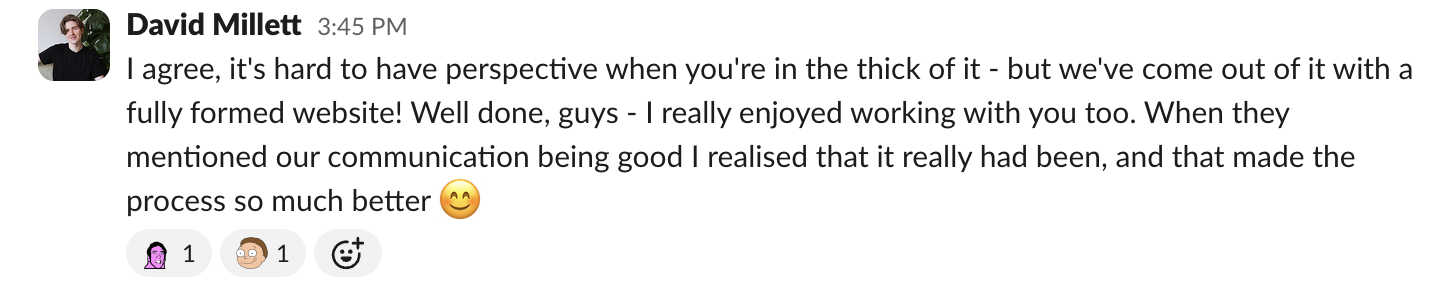 David Millett 3:45 PM
I agree, it's hard to have perspective when you're in the thick of it - but we've come out of it with a
fully formed website! Well done, guys - I really enjoyed working with you too. When they
mentioned our communication being good I realised that it really had been, and that made the
process so much better 😊
1 1